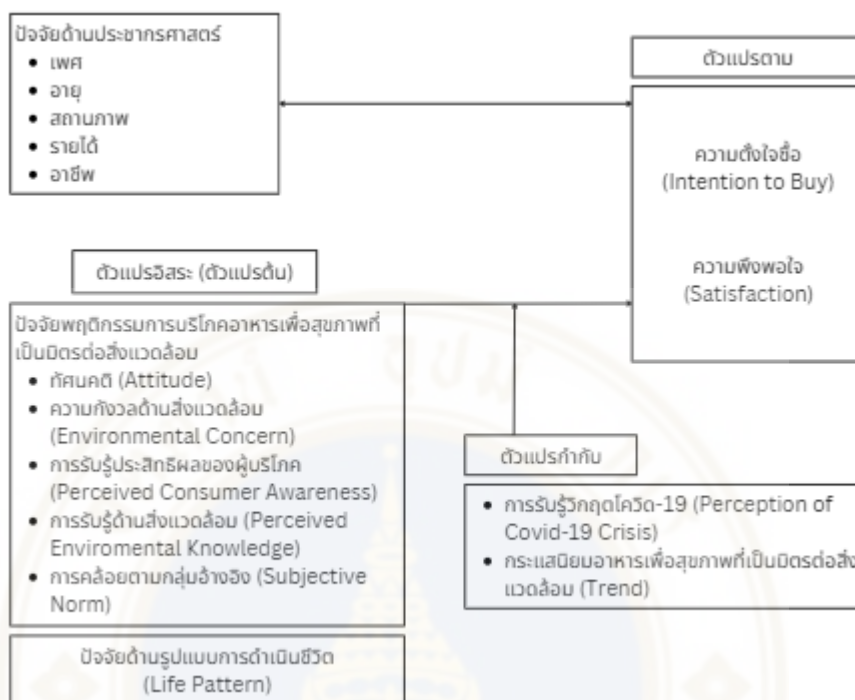 ปัจจัยด้านประชากรศาสตร์
• เพศ
• อายุ
• สถานภาพ
• รายได้
• อาชีพ
ตัวแปรตาม
ความตั้งใจซื้อ
(Intention to Buy)
ความพึงพอใจ
(Satisfaction)
ตัวแปรอิสระ (ตัวแปรต้น)
ปัจจัยพฤติกรรมการบริโภคอาหารเพื่อสุขภาพที่
เป็นมิตรต่อสิ่งแวดล้อม
• ทัศนคติ (Attitude)
• ความกังวลด้านสิ่งแวดล้อม
(Environmental Concern)
• การรับรู้ประสิทธิผลของผู้บริโภค
(Perceived Consumer Awareness)
• การรับรู้ด้านสิ่งแวดล้อม (Perceived
Enviromental Knowledge)
• การคล้อยตามกลุ่มอ้างอิง (Subjective
Norm)
ตัวแปรกำกับ
• การรับรู้วิกฤตโควิด-19 (Perception of
Covid-19 Crisis)
• กระแสนิยมอาหารเพื่อสุขภาพที่เป็นมิตรต่อสิ่ง
แวดล้อม (Trend)
ปัจจัยด้านรูปแบบการดำเนินชีวิต
(Life Pattern)